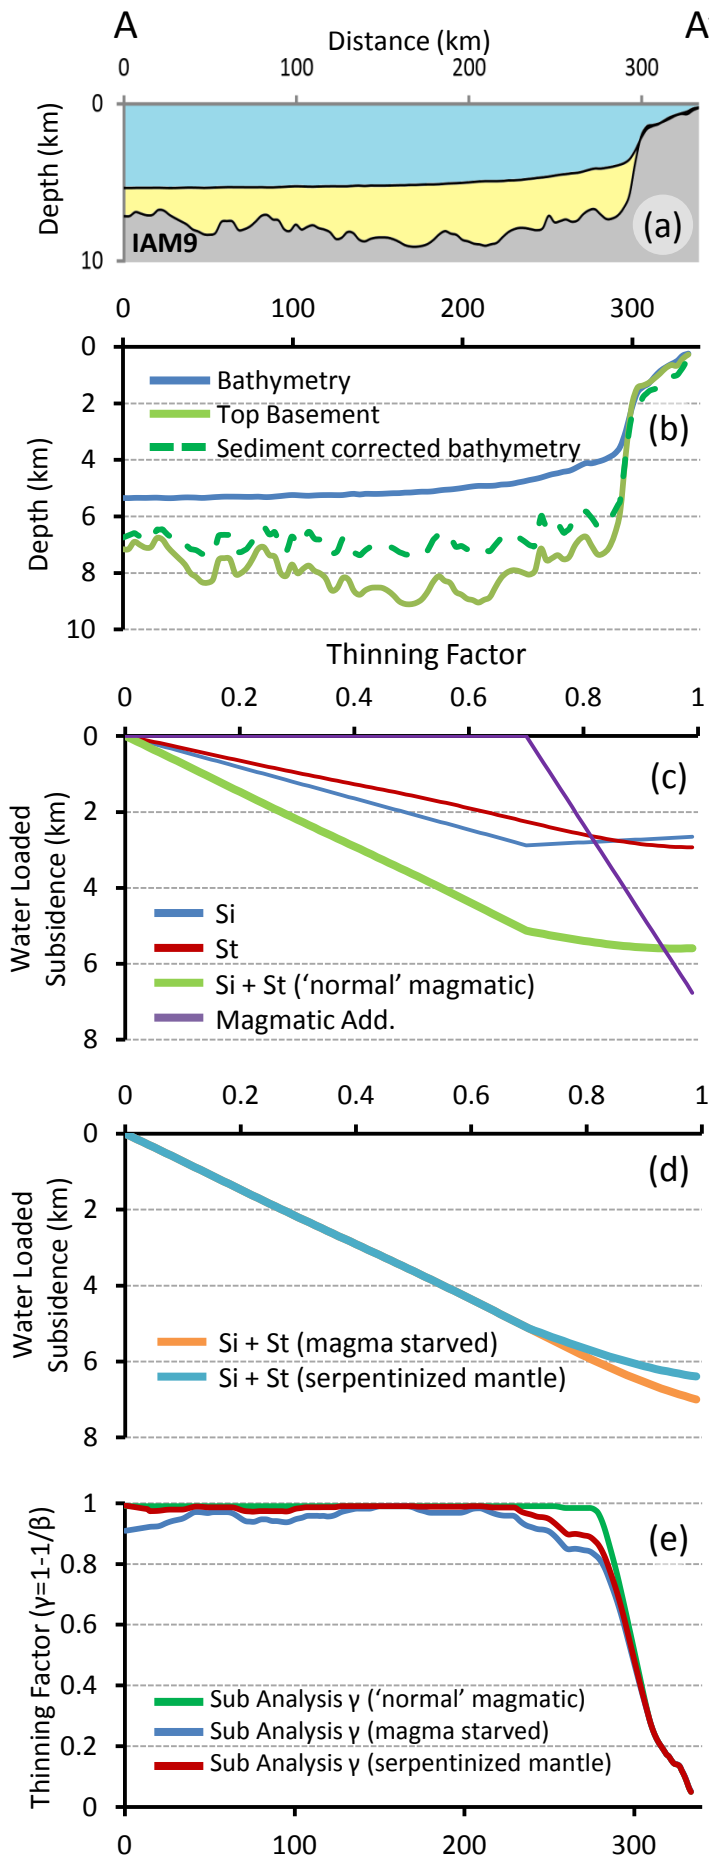 A
A
Distance (km)
0
100
200
300
0
10
Depth (km)
IAM9
(a)
0
100
200
300
0
2
4
6
8
10
Depth (km)
Bathymetry
Top Basement
Sediment corrected bathymetry
(b)
Thinning Factor
0
0.2
0.4
0.6
0.8
1
0
2
4
6
8
Water Loaded
Subsidence (km)
(c)
Si
St
Si + St (‘normal’ magmatic)
Magmatic Add.
0
0.2
0.4
0.6
0.8
1
0
2
4
6
8
Water Loaded
Subsidence (km)
(d)
Si + St (magma starved)
Si + St (serpentinized mantle)
1
0.8
0.6
0.4
0.2
0
Thinning Factor (γ=1-1/β)
(e)
Sub Analysis γ (‘normal’ magmatic)
Sub Analysis γ (magma starved)
Sub Analysis γ (serpentinized mantle)
0
100
200
300